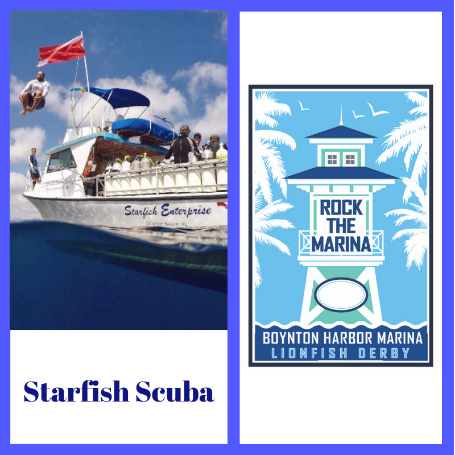 Starfish Enterprise
Starfish Scuba
ROCK
THE
MARINA
BOYNTON HARBOR MARINA
LIONFISH DERBY